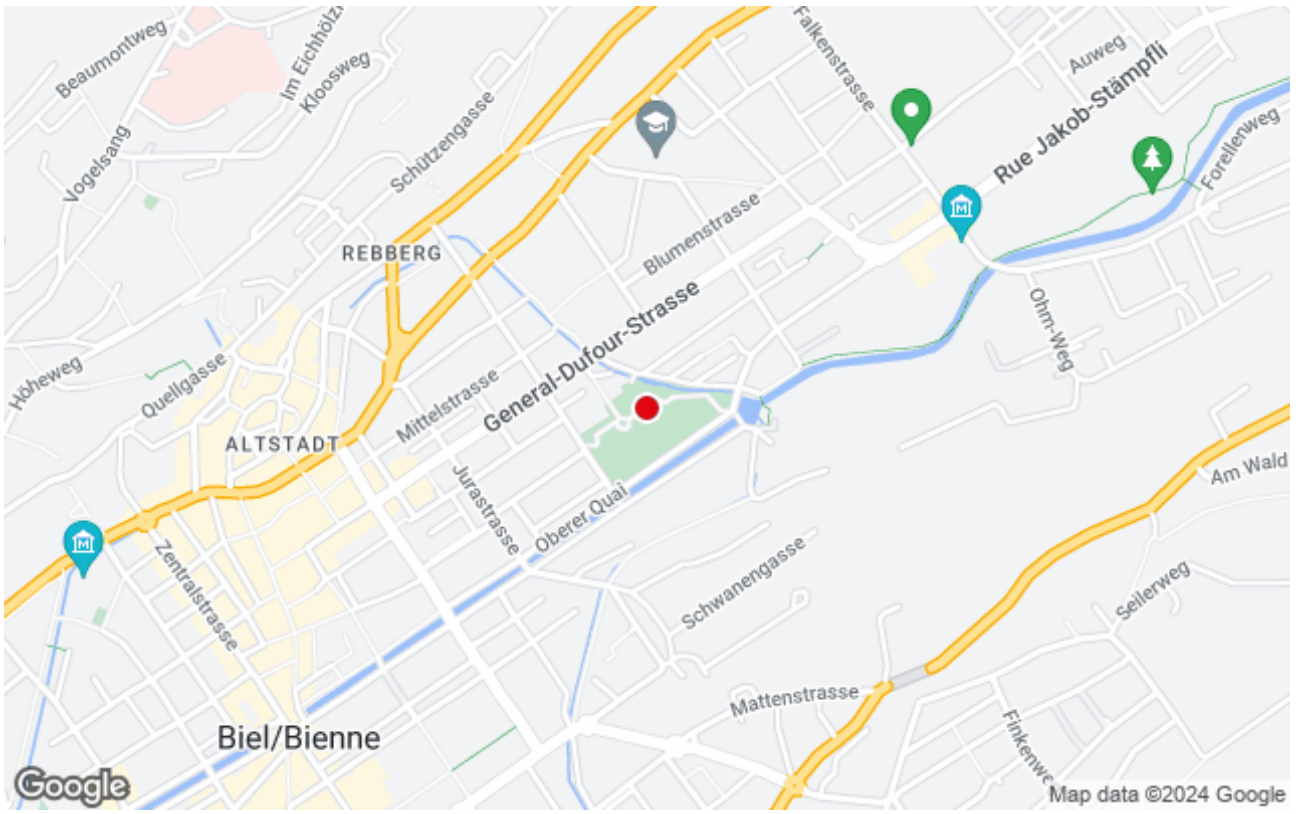 Beaumontweg
Im Eichhölz
Kloosweg
Vogelsang
Schützengasse
Falkenstrasse
Auweg
Rue Jakob-Stämpfli
Forellenweg
REBBERG
Blumenstrasse
Höheweg
Quellgasse
General-Dufour-Strasse
Mittelstrasse
Ohm-Weg
ALTSTADT
Jurastrasse
Oberer Quai
Am Wald
Zentralstrasse
Schwanengasse
Seilerweg
Mattenstrasse
Finkenwe
Biel/Bienne
Google
Map data ©2024 Google